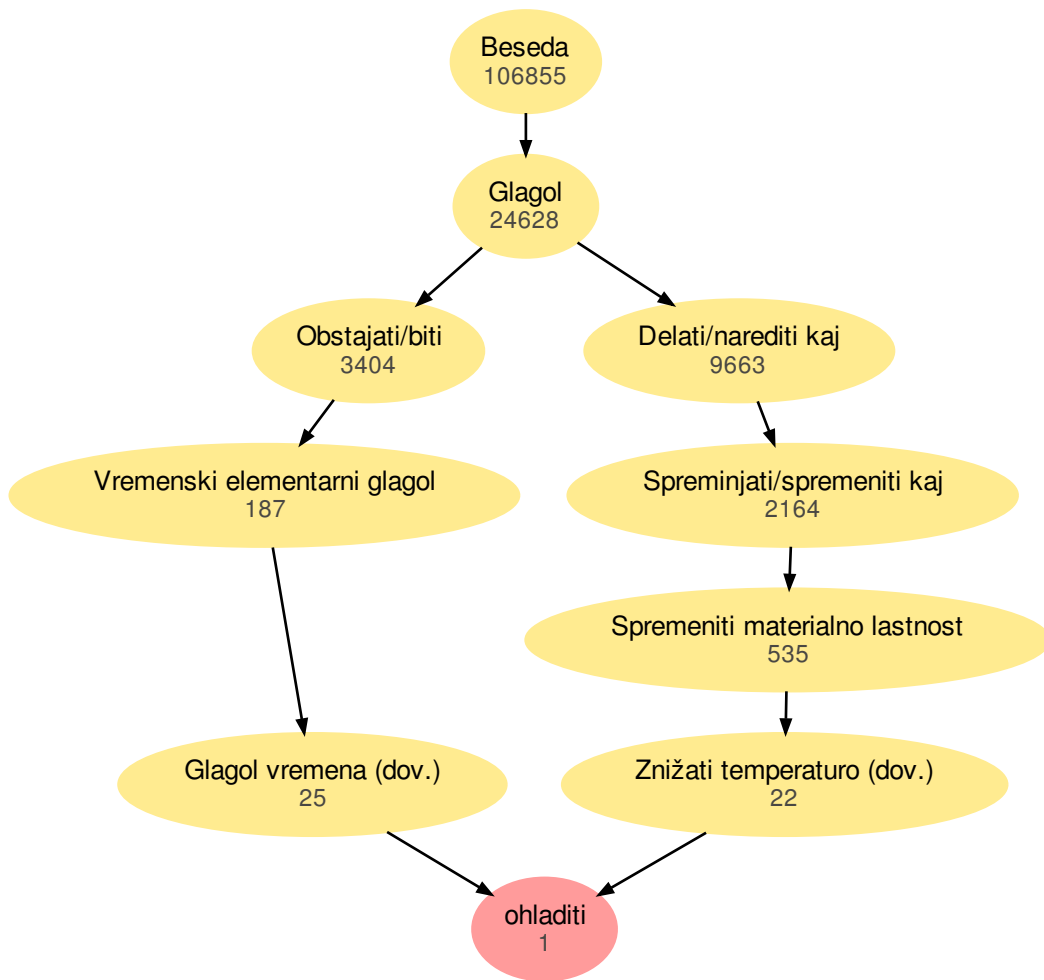 Beseda
106855
Glagol
24628
Obstajati/biti
3404
Delati/narediti kaj
9663
Vremenski elementarni glagol
187
Spreminjati/spremeniti kaj
2164
Spremeniti materialno lastnost
535
Glagol vremena (dov.)
25
Znižati temperaturo (dov.)
22
ohladiti
1